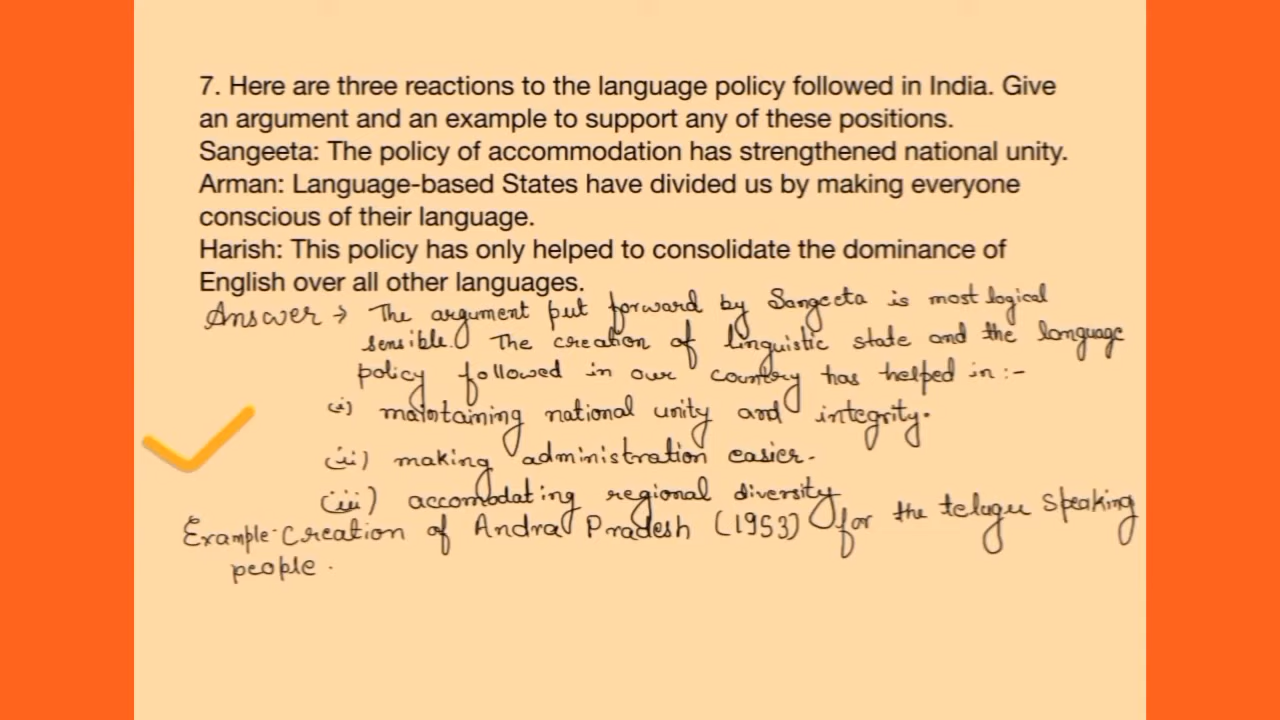 7. Here are three reactions to the language policy followed in India. Give
an argument and an example to support any of these positions.
Sangeeta: The policy of accommodation has strengthened national unity.
Arman: Language-based States have divided us by making everyone
conscious of their language.
Harish: This policy has only helped to consolidate the dominance of
English over all other languages.
Answer → The argument put forward by Sangeeta is most logical
sensible. The creation of linguistic state and the language
policy followed in our country has helped in :-
(i) maintaining national unity and integrity.
(ii) making administration easier.
(iii) accomodating regional diversity
Example-Creation of Andra Pradesh (1953) for the telugu speaking
people.